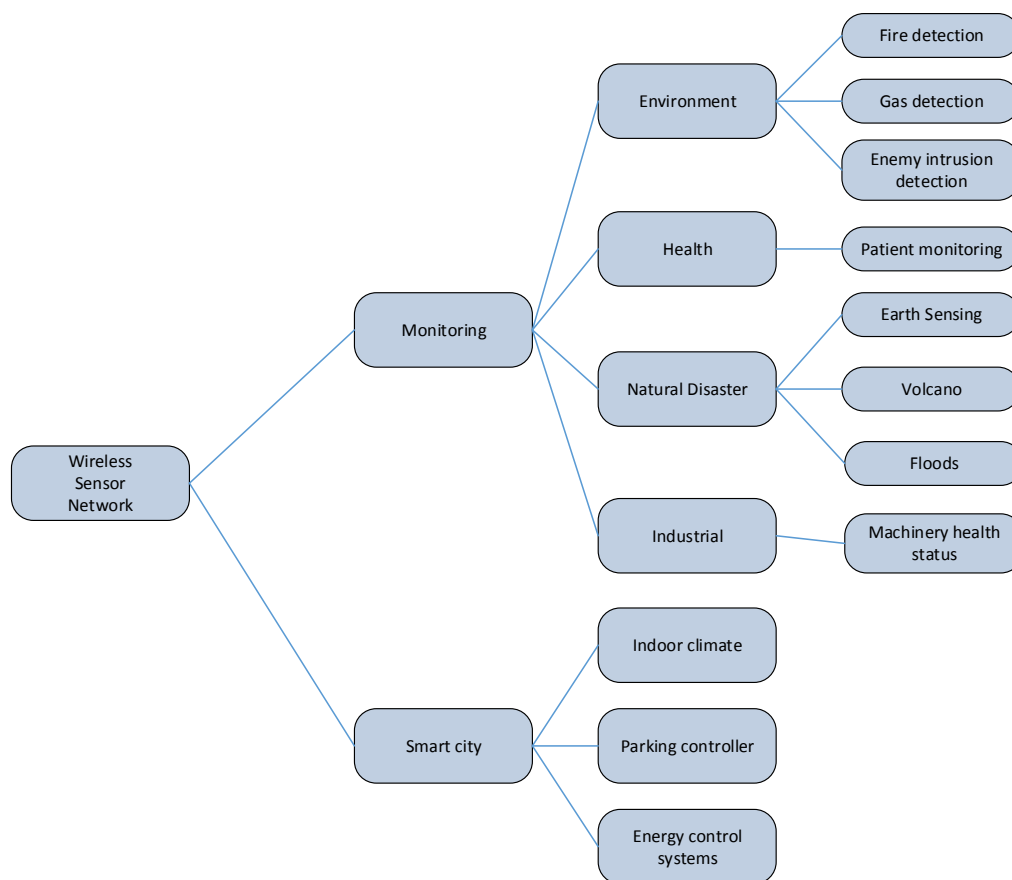 Fire detection
Environment
Gas detection
Enemy intrusion
detection
Health
Patient monitoring
Monitoring
Earth Sensing
Natural Disaster
Volcano
Floods
Wireless
Sensor
Network
Industrial
Machinery health
status
Indoor climate
Smart city
Parking controller
Energy control
systems